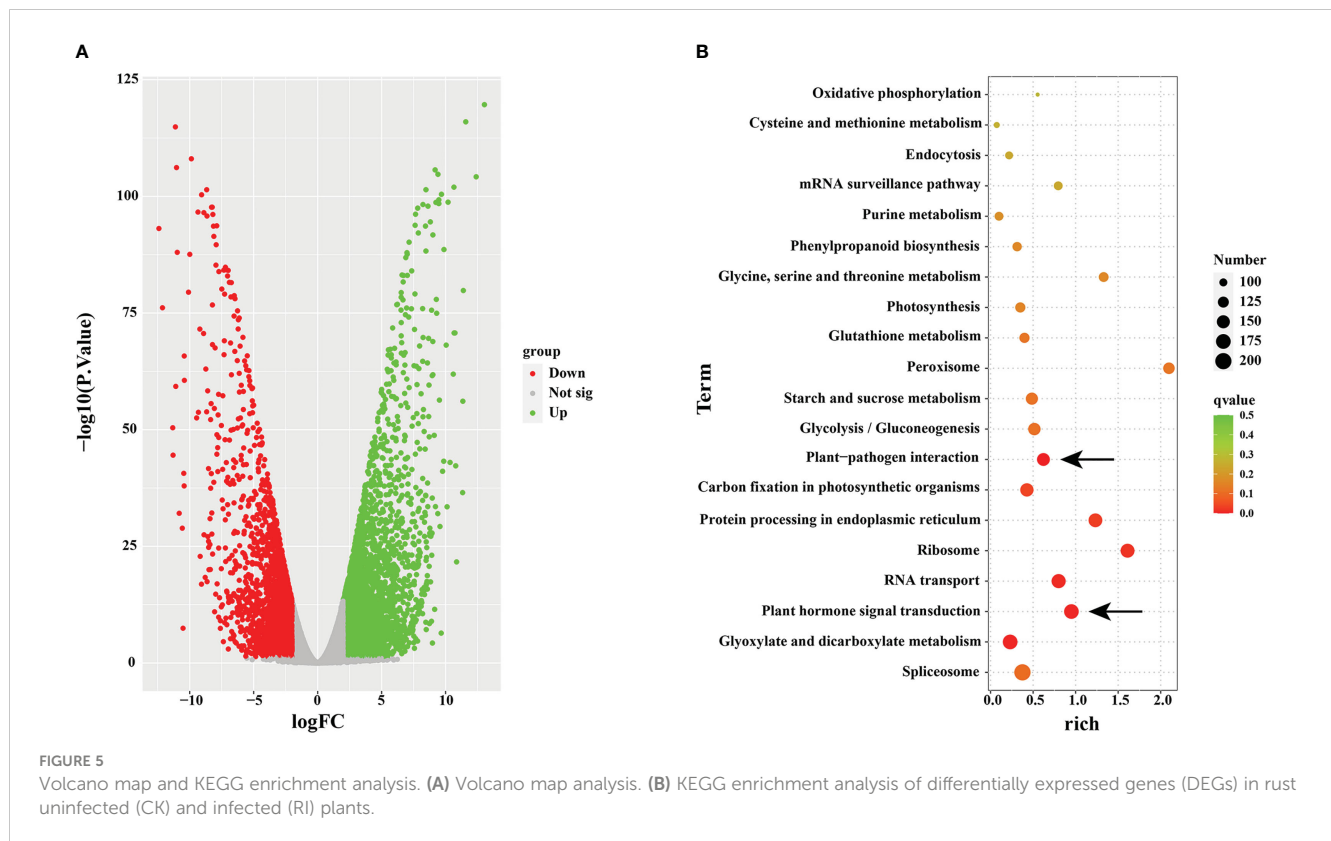 A
125
100
75
50
25
0
−log10(P.Value)
−10
−5
0
5
10
logFC
group
Down
Not sig
Up
B
Term
Oxidative phosphorylation
Cysteine and methionine metabolism
Endocytosis
mRNA surveillance pathway
Purine metabolism
Phenylpropanoid biosynthesis
Glycine, serine and threonine metabolism
Photosynthesis
Glutathione metabolism
Peroxisome
Starch and sucrose metabolism
Glycolysis / Gluconeogenesis
Plant−pathogen interaction
Carbon fixation in photosynthetic organisms
Protein processing in endoplasmic reticulum
Ribosome
RNA transport
Plant hormone signal transduction
Glyoxylate and dicarboxylate metabolism
Spliceosome
0.0
0.5
1.0
1.5
2.0
rich
Number
100
125
150
175
200
qvalue
0.5
0.4
0.3
0.2
0.1
0.0
FIGURE 5
Volcano map and KEGG enrichment analysis. (A) Volcano map analysis. (B) KEGG enrichment analysis of differentially expressed genes (DEGs) in rust
uninfected (CK) and infected (RI) plants.